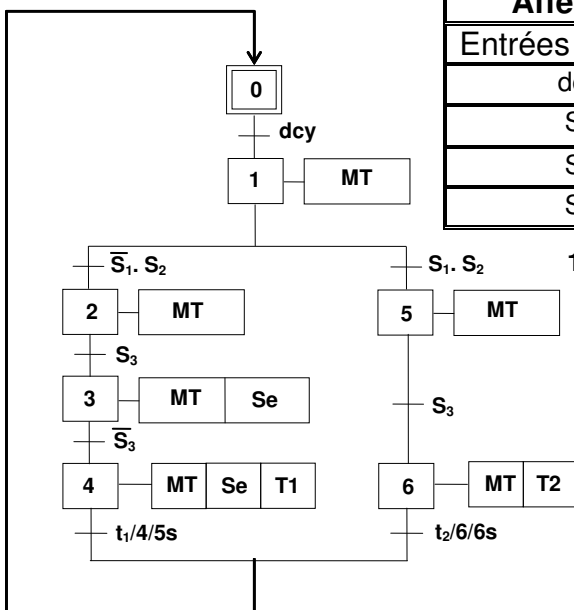 Entrées
0
dcy
1 MT
S̅₁. S₂
S₁. S₂
2 MT
5 MT
S₃
3 MT Se
S₃
S̅₃
4 MT Se T1
6 MT T2
t₁/4/5s
t₂/6/6s